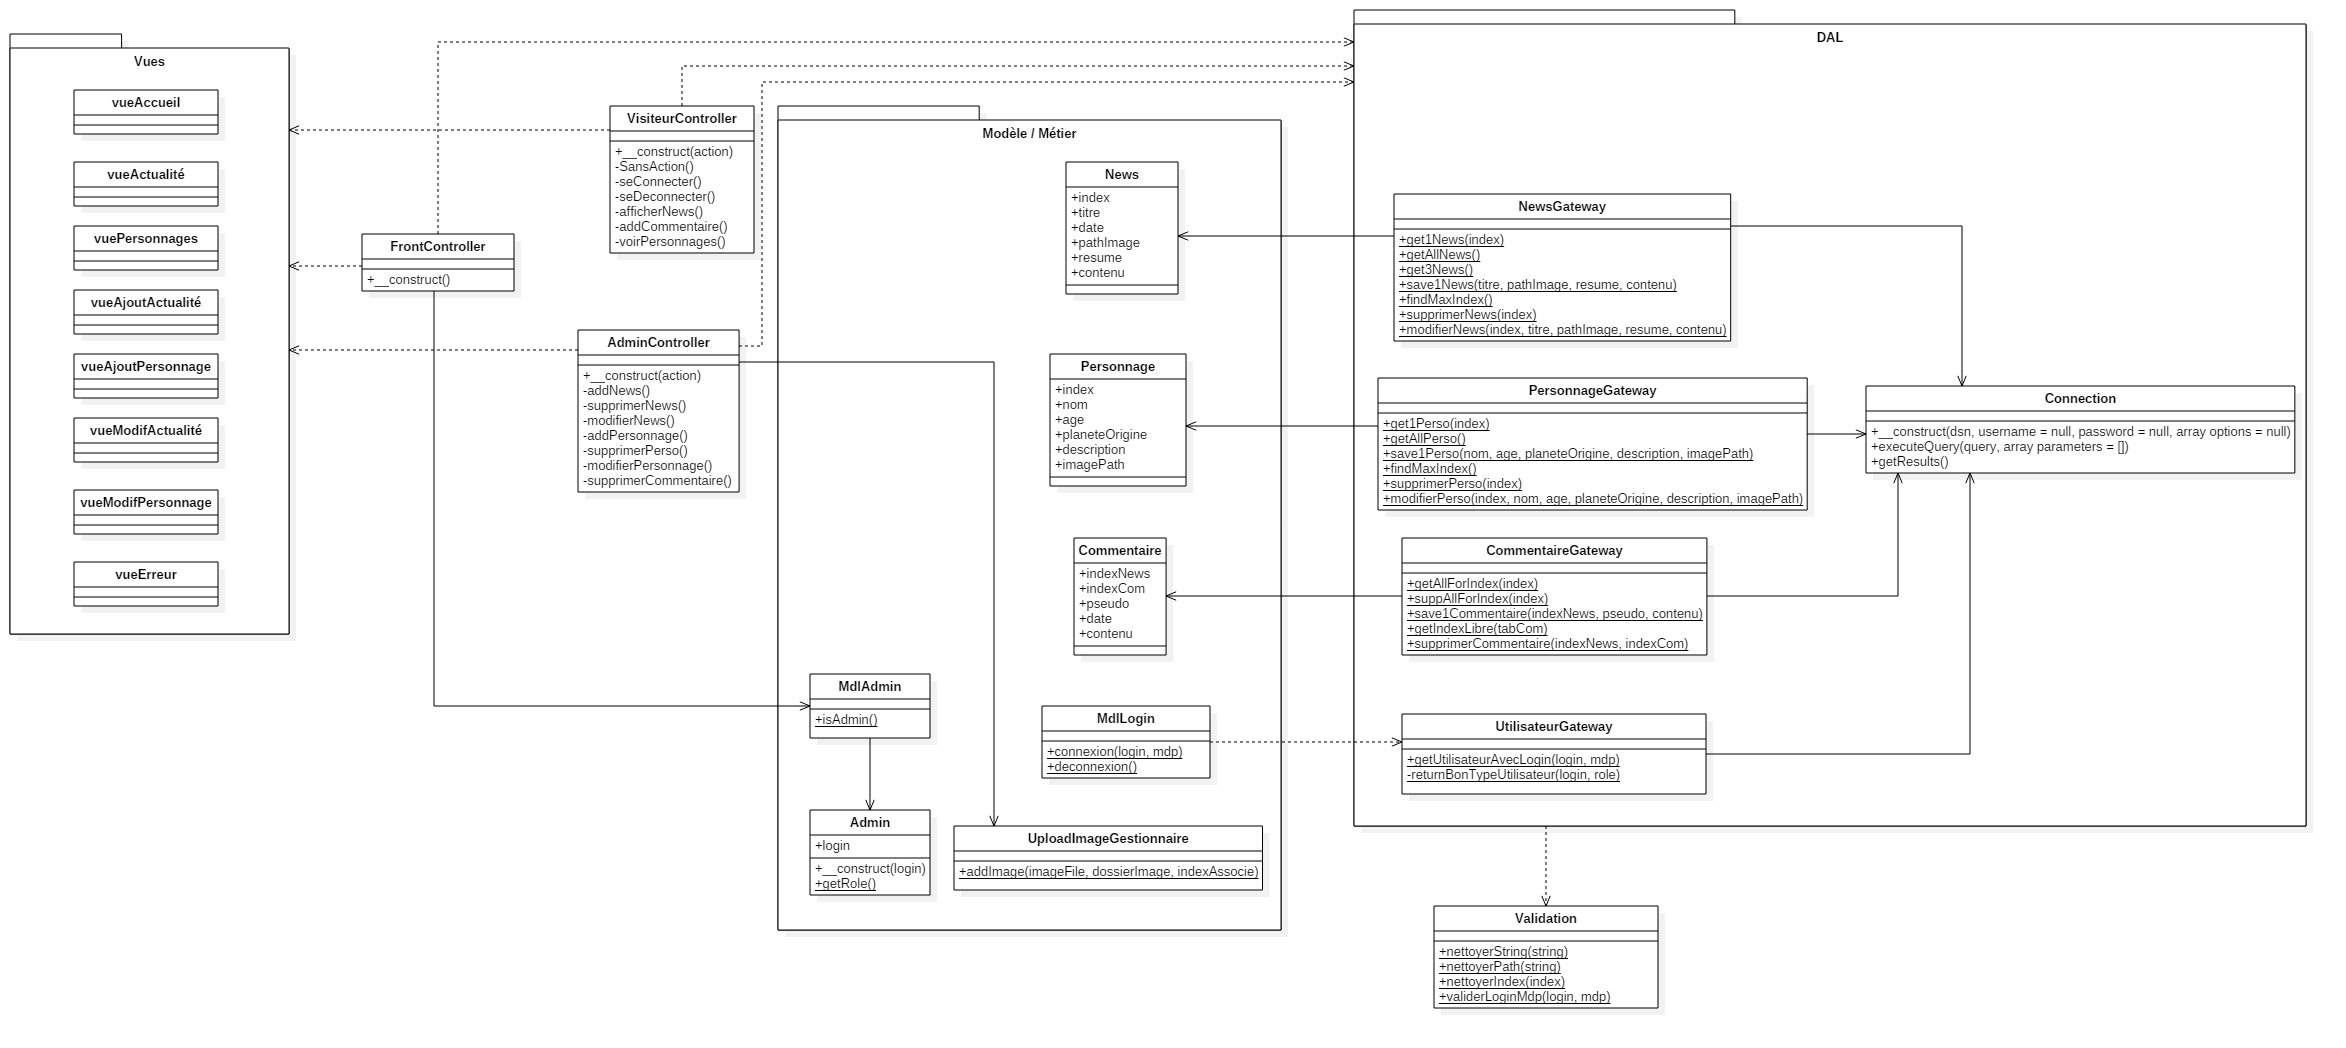 Vues
vueAccueil
vueActualité
vuePersonnages
vueAjoutActualité
vueAjoutPersonnage
vueModifActualité
vueModifPersonnage
vueErreur
FrontController
+__construct()
VisiteurController
+__construct(action)
-SansAction()
-seConnecter()
-seDeconnecter()
-afficherNews()
-addCommentaire()
-voirPersonnages()
AdminController
+__construct(action)
-addNews()
-supprimerNews()
-modifierNews()
-addPersonnage()
-supprimerPerso()
-modifierPersonnage()
-supprimerCommentaire()
Modèle / Métier
News
+index
+titre
+date
+pathImage
+resume
+contenu
Personnage
+index
+nom
+age
+planeteOrigine
+description
+imagePath
Commentaire
+indexNews
+indexCom
+pseudo
+date
+contenu
MdlAdmin
+isAdmin()
MdlLogin
+connexion(login, mdp)
+deconnexion()
Admin
+login
+__construct(login)
+getRole()
UploadImageGestionnaire
+addImage(imageFile, dossierImage, indexAssocie)
DAL
NewsGateway
+get1News(index)
+getAllNews()
+get3News()
+save1News(titre, pathImage, resume, contenu)
+findMaxIndex()
+supprimerNews(index)
+modifierNews(index, titre, pathImage, resume, contenu)
PersonnageGateway
+get1Perso(index)
+getAllPerso()
+save1Perso(nom, age, planeteOrigine, description, imagePath)
+findMaxIndex()
+supprimerPerso(index)
+modifierPerso(index, nom, age, planeteOrigine, description, imagePath)
Connection
+__construct(dsn, username = null, password = null, array options = null)
+executeQuery(query, array parameters = [])
+getResults()
CommentaireGateway
+getAllForIndex(index)
+suppAllForIndex(index)
+save1Commentaire(indexNews, pseudo, contenu)
+getIndexLibre(tabCom)
+supprimerCommentaire(indexNews, indexCom)
UtilisateurGateway
+getUtilisateurAvecLogin(login, mdp)
-returnBonTypeUtilisateur(login, role)
Validation
+nettoyerString(string)
+nettoyerPath(string)
+nettoyerIndex(index)
+validerLoginMdp(login, mdp)